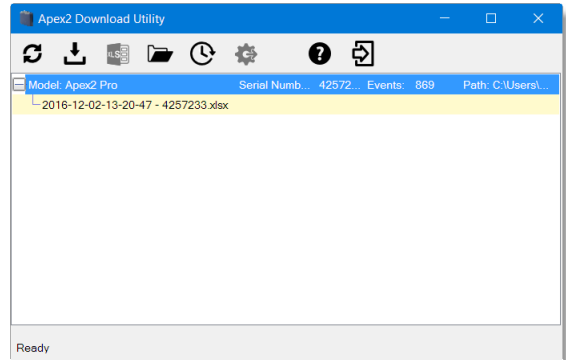 Apex2 Download Utility
XLS
Model: Apex2 Pro Serial Numb... 42572... Events: 869 Path: C:\Users\...
2016-12-02-13-20-47 - 4257233.xlsx
Ready